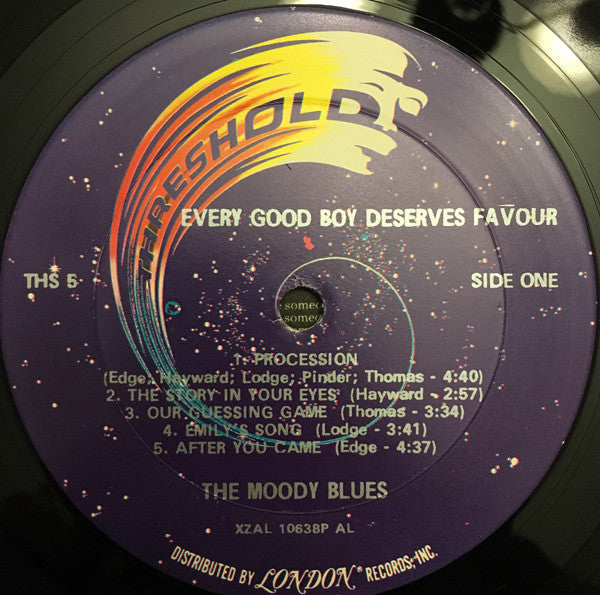 THRESHOLD
EVERY GOOD BOY DESERVES FAVOUR
THS 5
SIDE ONE
someo
someo
1. PROCESSION
(Edge; Hayward; Lodge; Pinder; Thomas - 4:40)
2. THE STORY IN YOUR EYES (Hayward - 2:57)
3. OUR GUESSING GAME (Thomas - 3:34)
4. EMILY'S SONG (Lodge - 3:41)
5. AFTER YOU CAME (Edge - 4:37)
THE MOODY BLUES
XZAL 10638P AL
DISTRIBUTED BY LONDON® RECORDS, INC.